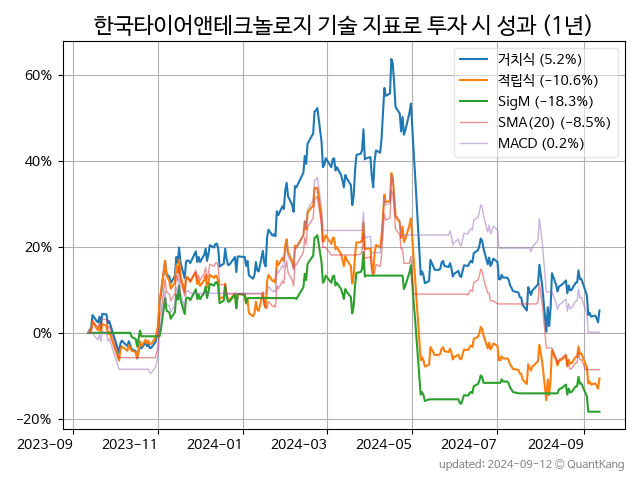 한국타이어앤테크놀로지 기술 지표로 투자 시 성과 (1년)
거치식 (5.2%)
적립식 (−10.6%)
SigM (−18.3%)
SMA(20) (−8.5%)
MACD (0.2%)
60%
40%
20%
0%
−20%
2023-09 2023-11 2024-01 2024-03 2024-05 2024-07 2024-09
updated: 2024-09-12 © QuantKang